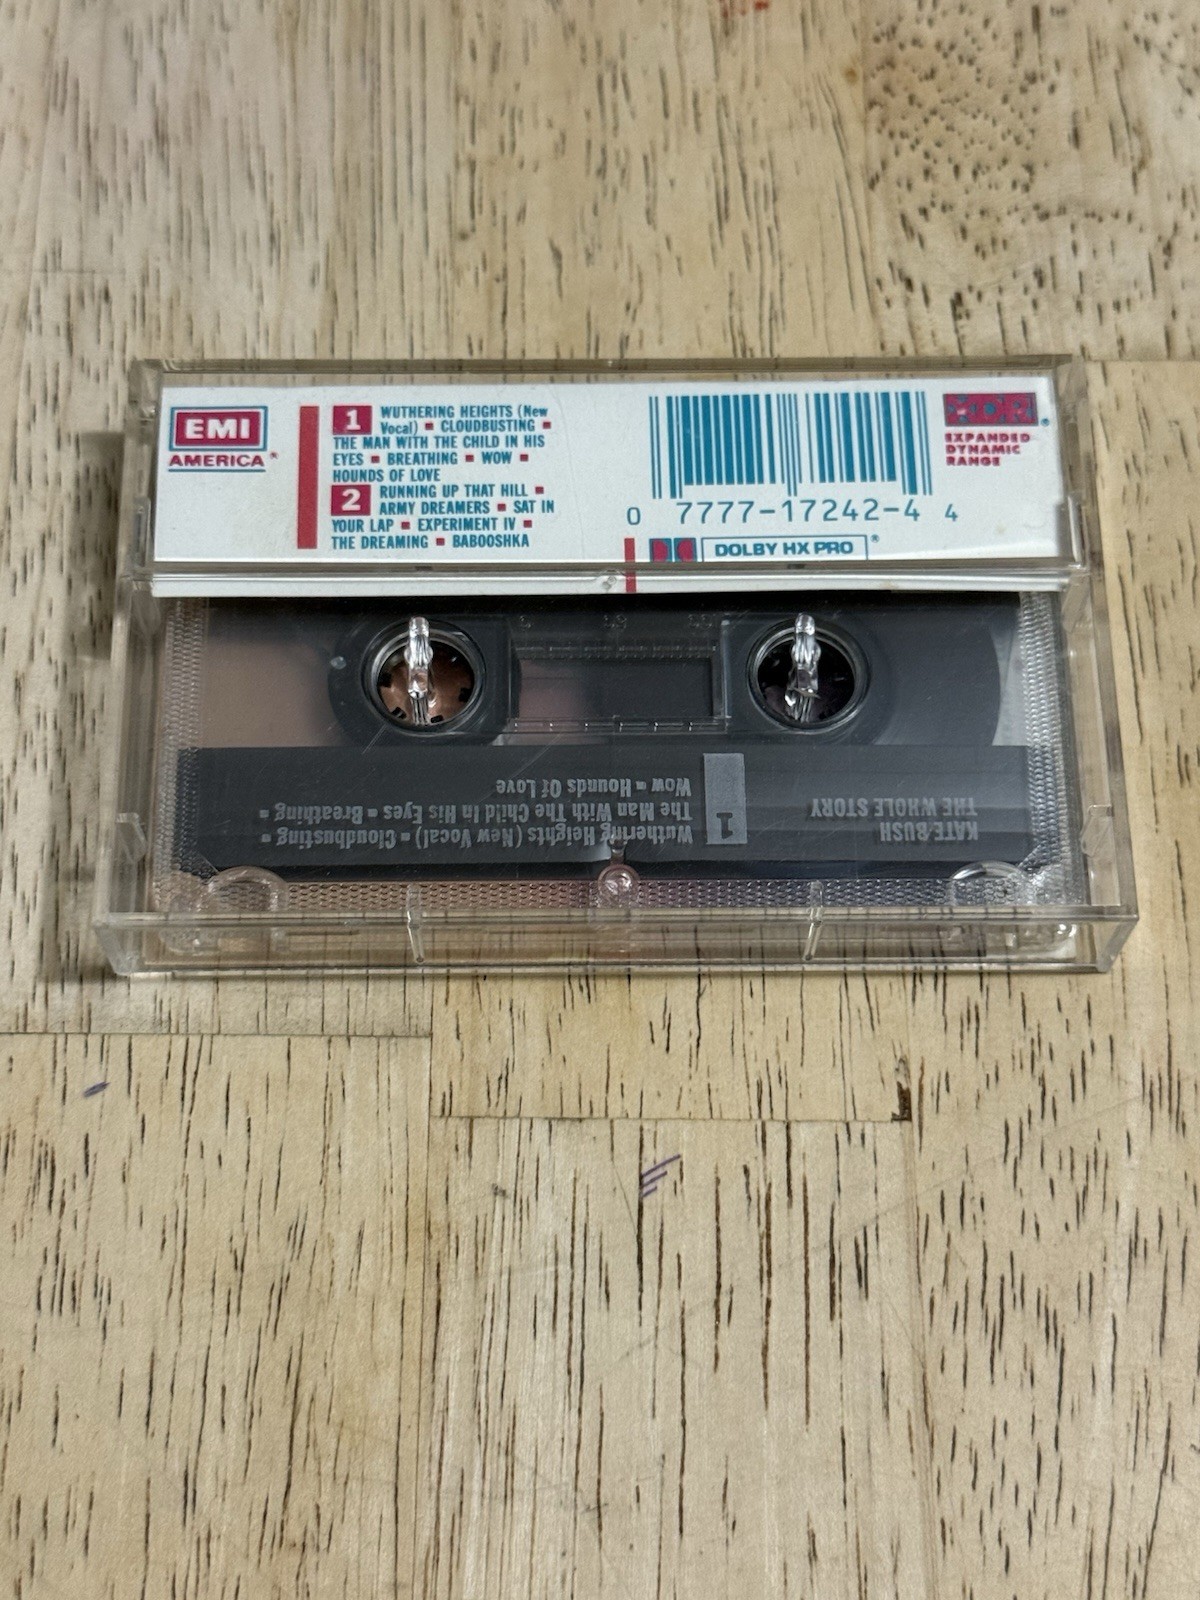 EMI
AMERICA®
1 WUTHERING HEIGHTS (New
Vocal) ▪ CLOUDBUSTING ▪
THE MAN WITH THE CHILD IN HIS
EYES ▪ BREATHING ▪ WOW ▪
HOUNDS OF LOVE
2 RUNNING UP THAT HILL ▪
ARMY DREAMERS ▪ SAT IN
YOUR LAP ▪ EXPERIMENT IV ▪
THE DREAMING ▪ BABOOSHKA
0 7777-17242-4 4
DOLBY HX PRO®
XDR®
EXPANDED
DYNAMIC
RANGE
KATE BUSH
THE WHOLE STORY
1
Wuthering Heights (New Vocal) ▪ Cloudbusting ▪
The Man With The Child In His Eyes ▪ Breathing ▪
Wow ▪ Hounds Of Love